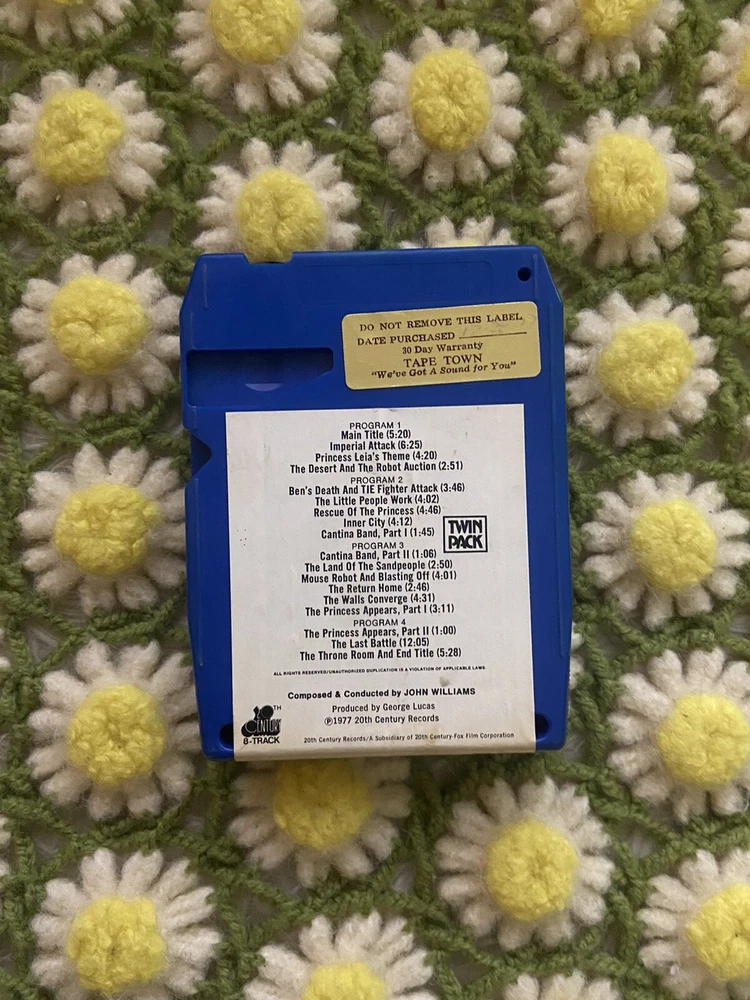 DO NOT REMOVE THIS LABEL
DATE PURCHASED
30 Day Warranty
TAPE TOWN
"We've Got A Sound for You"
PROGRAM 1
Main Title (5:20)
Imperial Attack (6:25)
Princess Leia's Theme (4:20)
The Desert And The Robot Auction (2:51)
PROGRAM 2
Ben's Death And TIE Fighter Attack (3:46)
The Little People Work (4:02)
Rescue Of The Princess (4:46)
Inner City (4:12)
Cantina Band, Part I (1:45)
TWIN
PACK
PROGRAM 3
Cantina Band, Part II (1:06)
The Land Of The Sandpeople (2:50)
Mouse Robot And Blasting Off (4:01)
The Return Home (2:46)
The Walls Converge (4:31)
The Princess Appears, Part I (3:11)
PROGRAM 4
The Princess Appears, Part II (1:00)
The Last Battle (12:05)
The Throne Room And End Title (5:28)
ALL RIGHTS RESERVED/UNAUTHORIZED DUPLICATION IS A VIOLATION OF APPLICABLE LAWS
Composed & Conducted by JOHN WILLIAMS
Produced by George Lucas
℗1977 20th Century Records
20TH
CENTURY
8-TRACK
20th Century Records/A Subsidiary of 20th Century-Fox Film Corporation